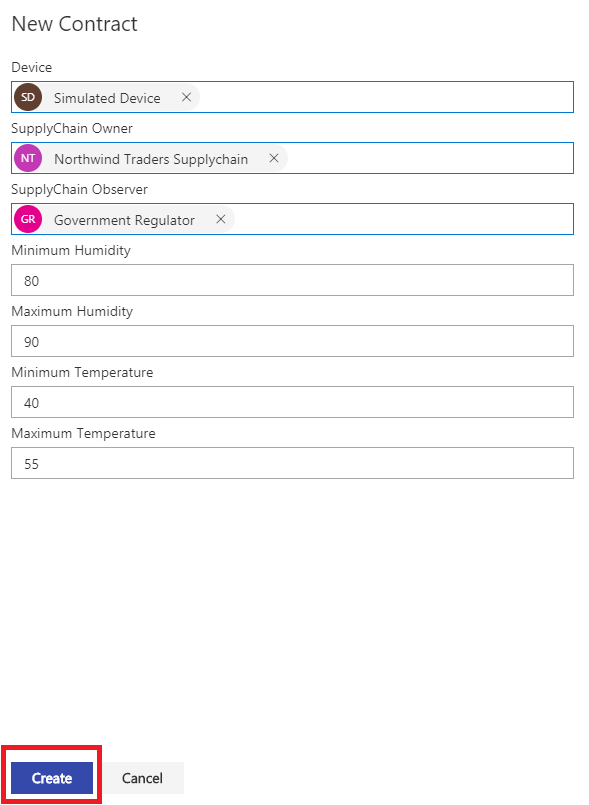 New Contract
Device
SD Simulated Device
SupplyChain Owner
NT Northwind Traders Supplychain
SupplyChain Observer
GR Government Regulator
Minimum Humidity
80
Maximum Humidity
90
Minimum Temperature
40
Maximum Temperature
55
Create Cancel